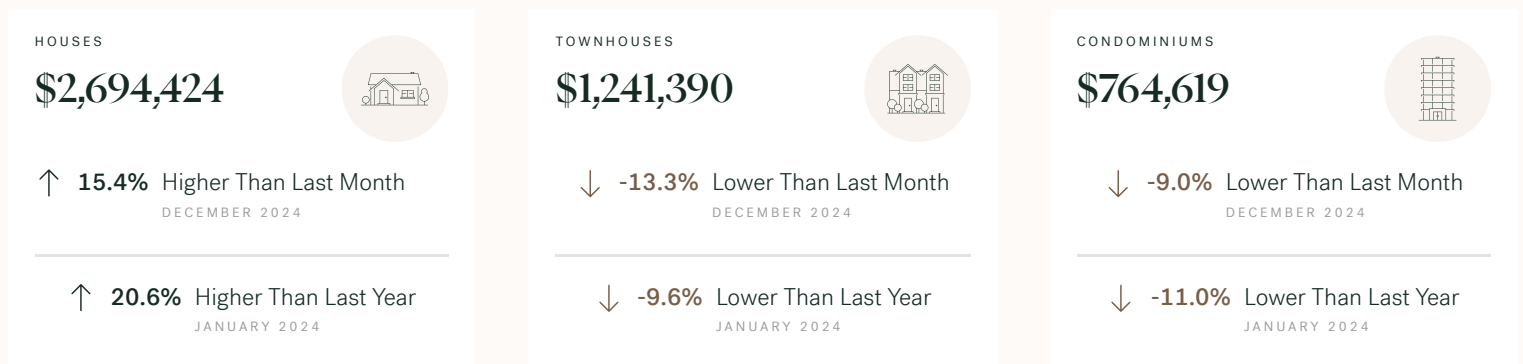 HOUSES
$2,694,424
15.4% Higher Than Last Month
DECEMBER 2024
20.6% Higher Than Last Year
JANUARY 2024
TOWNHOUSES
$1,241,390
-13.3% Lower Than Last Month
DECEMBER 2024
-9.6% Lower Than Last Year
JANUARY 2024
CONDOMINIUMS
$764,619
-9.0% Lower Than Last Month
DECEMBER 2024
-11.0% Lower Than Last Year
JANUARY 2024